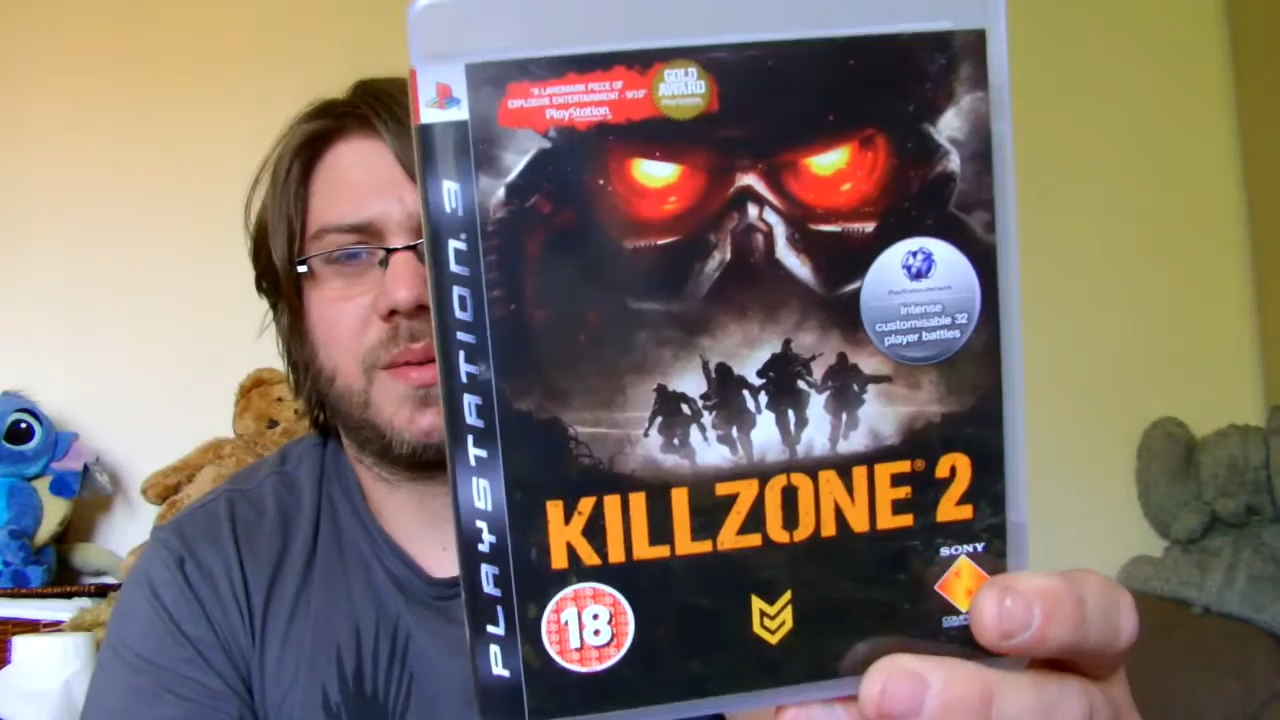 "A LANDMARK PIECE OF
EXPLOSIVE ENTERTAINMENT - 9/10"
PlayStation
GOLD
AWARD
PlayStation
PLAYSTATION 3
PlayStation Network
Intense
customisable 32
player battles
KILLZONE® 2
18
SONY